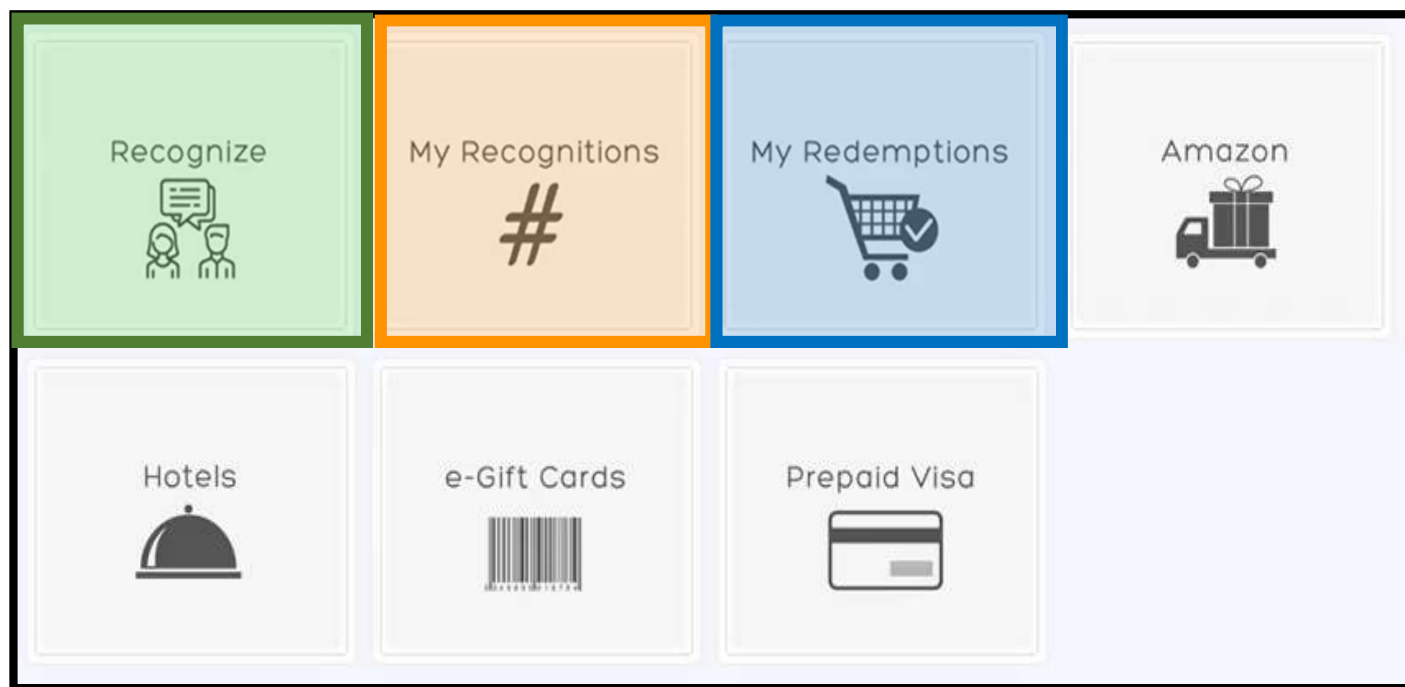 Recognize
My Recognitions
#
My Redemptions
Amazon
Hotels
e-Gift Cards
Prepaid Visa